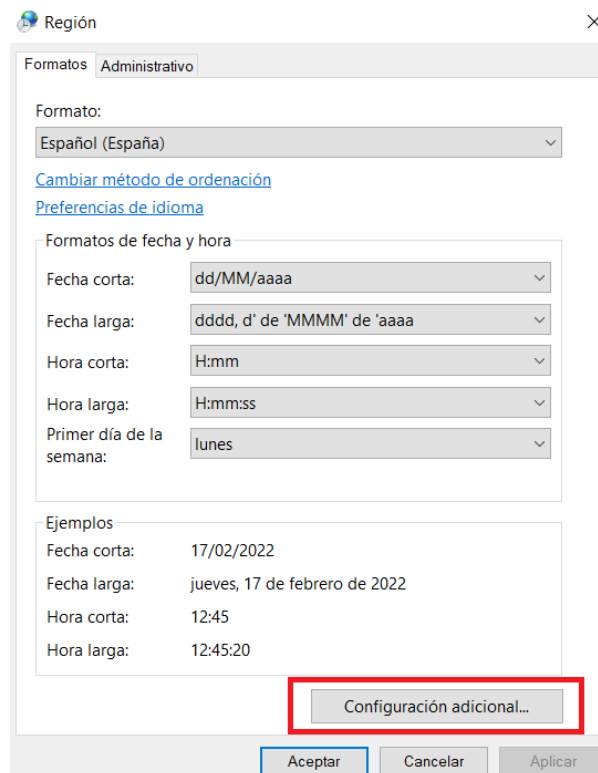 Región
Formatos Administrativo
Formato:
Español (España)
Cambiar método de ordenación
Preferencias de idioma
Formatos de fecha y hora
Fecha corta: dd/MM/aaaa
Fecha larga: dddd, d' de 'MMMM' de 'aaaa
Hora corta: H:mm
Hora larga: H:mm:ss
Primer día de la
semana: lunes
Ejemplos
Fecha corta: 17/02/2022
Fecha larga: jueves, 17 de febrero de 2022
Hora corta: 12:45
Hora larga: 12:45:20
Configuración adicional...
Aceptar Cancelar Aplicar